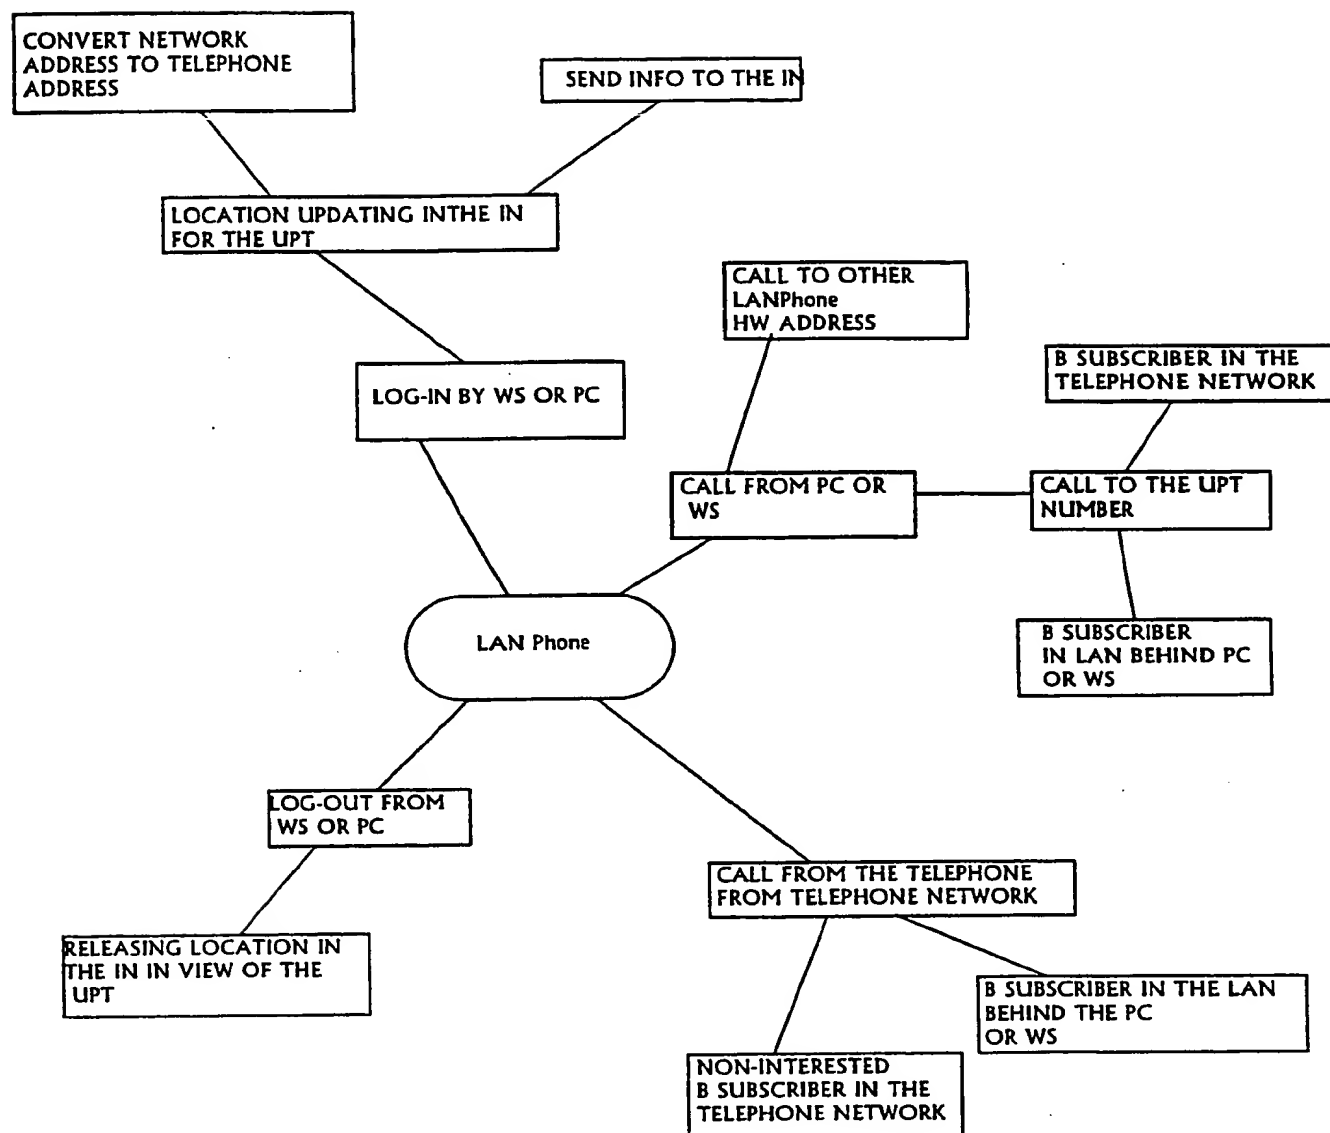 CONVERT NETWORK
ADDRESS TO TELEPHONE
ADDRESS
SEND INFO TO THE IN
LOCATION UPDATING INTHE IN
FOR THE UPT
CALL TO OTHER
LANPhone
HW ADDRESS
B SUBSCRIBER IN THE
TELEPHONE NETWORK
LOG-IN BY WS OR PC
CALL FROM PC OR
WS
CALL TO THE UPT
NUMBER
LAN Phone
B SUBSCRIBER
IN LAN BEHIND PC
OR WS
LOG-OUT FROM
WS OR PC
CALL FROM THE TELEPHONE
FROM TELEPHONE NETWORK
RELEASING LOCATION IN
THE IN IN VIEW OF THE
UPT
B SUBSCRIBER IN THE LAN
BEHIND THE PC
OR WS
NON-INTERESTED
B SUBSCRIBER IN THE
TELEPHONE NETWORK